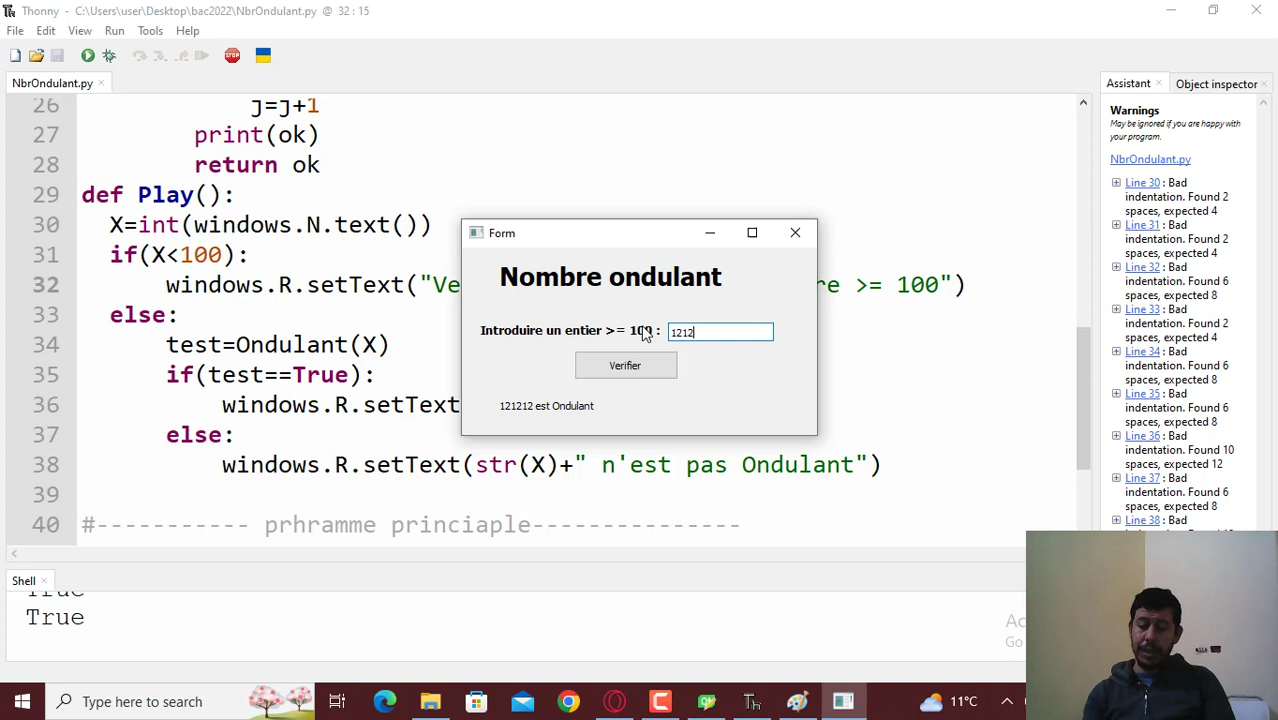 Thonny - C:\Users\user\Desktop\bac2022\NbrOndulant.py @ 32 : 15
File Edit View Run Tools Help
NbrOndulant.py
Assistant
Object inspector
26 j=j+1
27 print(ok)
28 return ok
29 def Play():
30 X=int(windows.N.text())
31 if(X<100):
32 windows.R.setText("Ve re >= 100")
33 else:
34 test=Ondulant(X)
35 if(test==True):
36 windows.R.setText
37 else:
38 windows.R.setText(str(X)+" n'est pas Ondulant")
39
40 #----------- prhramme princiaple---------------
Form
Nombre ondulant
Introduire un entier >= 100 : 1212
Verifier
121212 est Ondulant
Warnings
May be ignored if you are happy with
your program.
NbrOndulant.py
Line 30 : Bad
indentation. Found 2
spaces, expected 4
Line 31 : Bad
indentation. Found 2
spaces, expected 4
Line 32 : Bad
indentation. Found 6
spaces, expected 8
Line 33 : Bad
indentation. Found 2
spaces, expected 4
Line 34 : Bad
indentation. Found 6
spaces, expected 8
Line 35 : Bad
indentation. Found 6
spaces, expected 8
Line 36 : Bad
indentation. Found 10
spaces, expected 12
Line 37 : Bad
indentation. Found 6
spaces, expected 8
Line 38 : Bad
Shell
True
True
Go
Type here to search
11°C